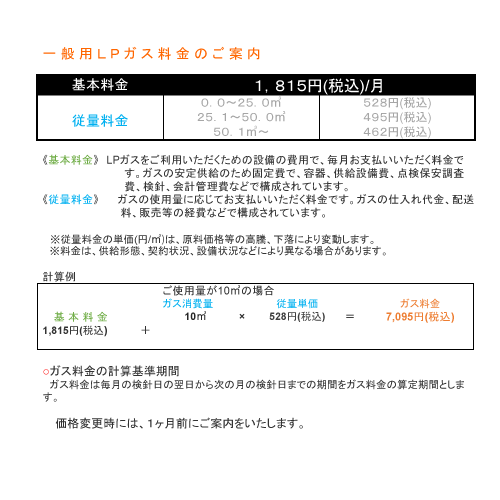 一般用ＬＰガス料金のご案内
基本料金 １，８１５円(税込)/月
従量料金
０．０～２５．０㎥ 528円(税込)
２５．１～５０．０㎥ 495円(税込)
５０．１㎥～ 462円(税込)
《基本料金》 LPガスをご利用いただくための設備の費用で、毎月お支払いいただく料金で
す。ガスの安定供給のため固定費で、容器、供給設備費、点検保安調査
費、検針、会計管理費などで構成されています。
《従量料金》 ガスの使用量に応じてお支払いいただく料金です。ガスの仕入れ代金、配送
料、販売等の経費などで構成されています。
※従量料金の単価(円/㎥)は、原料価格等の高騰、下落により変動します。
※料金は、供給形態、契約状況、設備状況などにより異なる場合があります。
計算例
ご使用量が10㎥の場合
ガス消費量 従量単価 ガス料金
基本料金 10㎥ × 528円(税込) ＝ 7,095円(税込)
1,815円(税込) ＋
○ガス料金の計算基準期間
ガス料金は毎月の検針日の翌日から次の月の検針日までの期間をガス料金の算定期間としま
す。
価格変更時には、１ヶ月前にご案内をいたします。